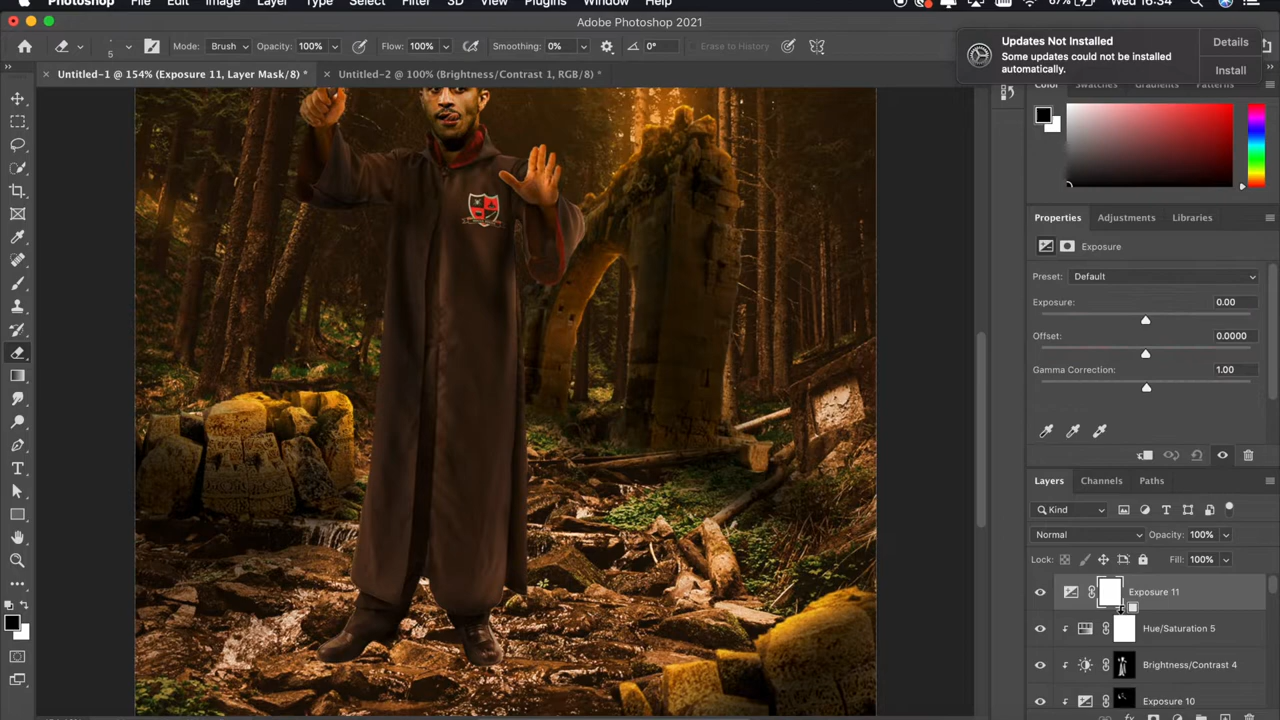 Photoshop File Edit Image Layer Type Select Filter 3D View Plugins Window Help 67% Wed 16:34
Adobe Photoshop 2021
Updates Not Installed
Some updates could not be installed automatically.
Details
Install
5 Mode: Brush Opacity: 100% Flow: 100% Smoothing: 0% 0° Erase to History
Untitled-1 @ 154% (Exposure 11, Layer Mask/8) *
Untitled-2 @ 100% (Brightness/Contrast 1, RGB/8) *
Color Swatches Gradients Patterns
Properties Adjustments Libraries
Exposure
Preset: Default
Exposure: 0.00
Offset: 0.0000
Gamma Correction: 1.00
Layers Channels Paths
Kind
Normal Opacity: 100%
Lock: Fill: 100%
Exposure 11
Hue/Saturation 5
Brightness/Contrast 4
Exposure 10